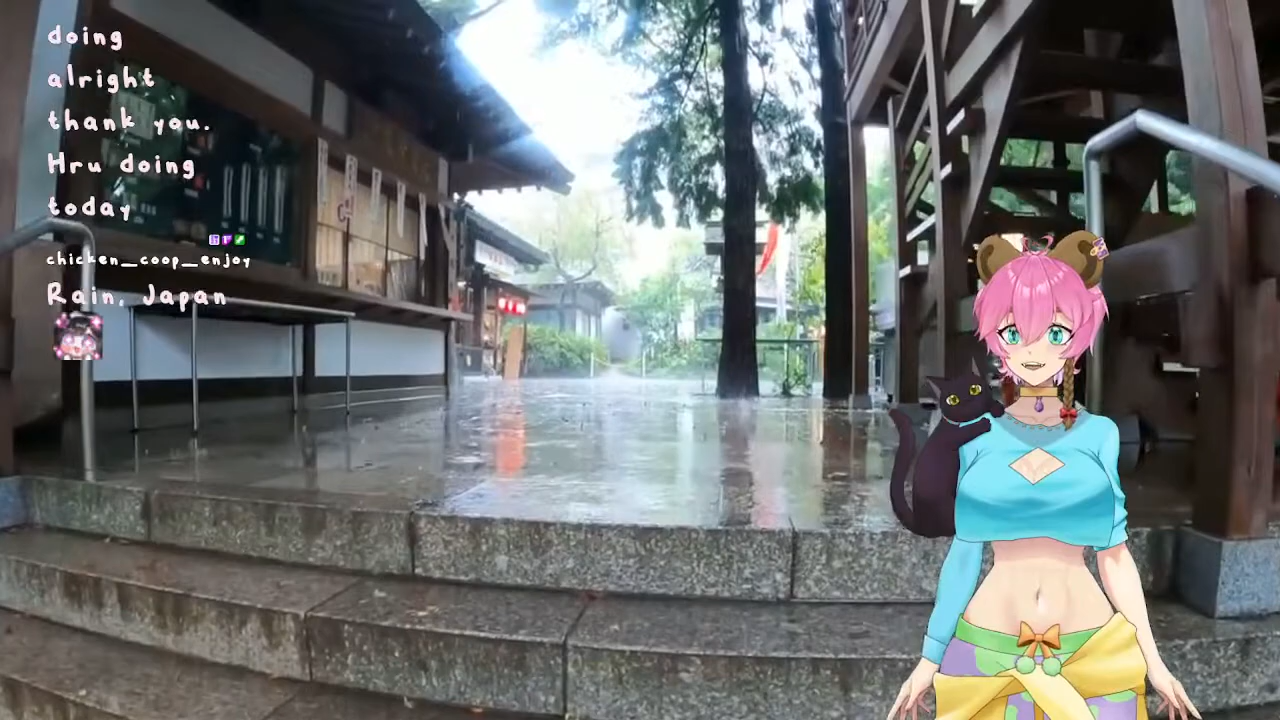 doing
alright
thank you.
Hru doing
today
chicken_coop_enjoy
Rain, Japan